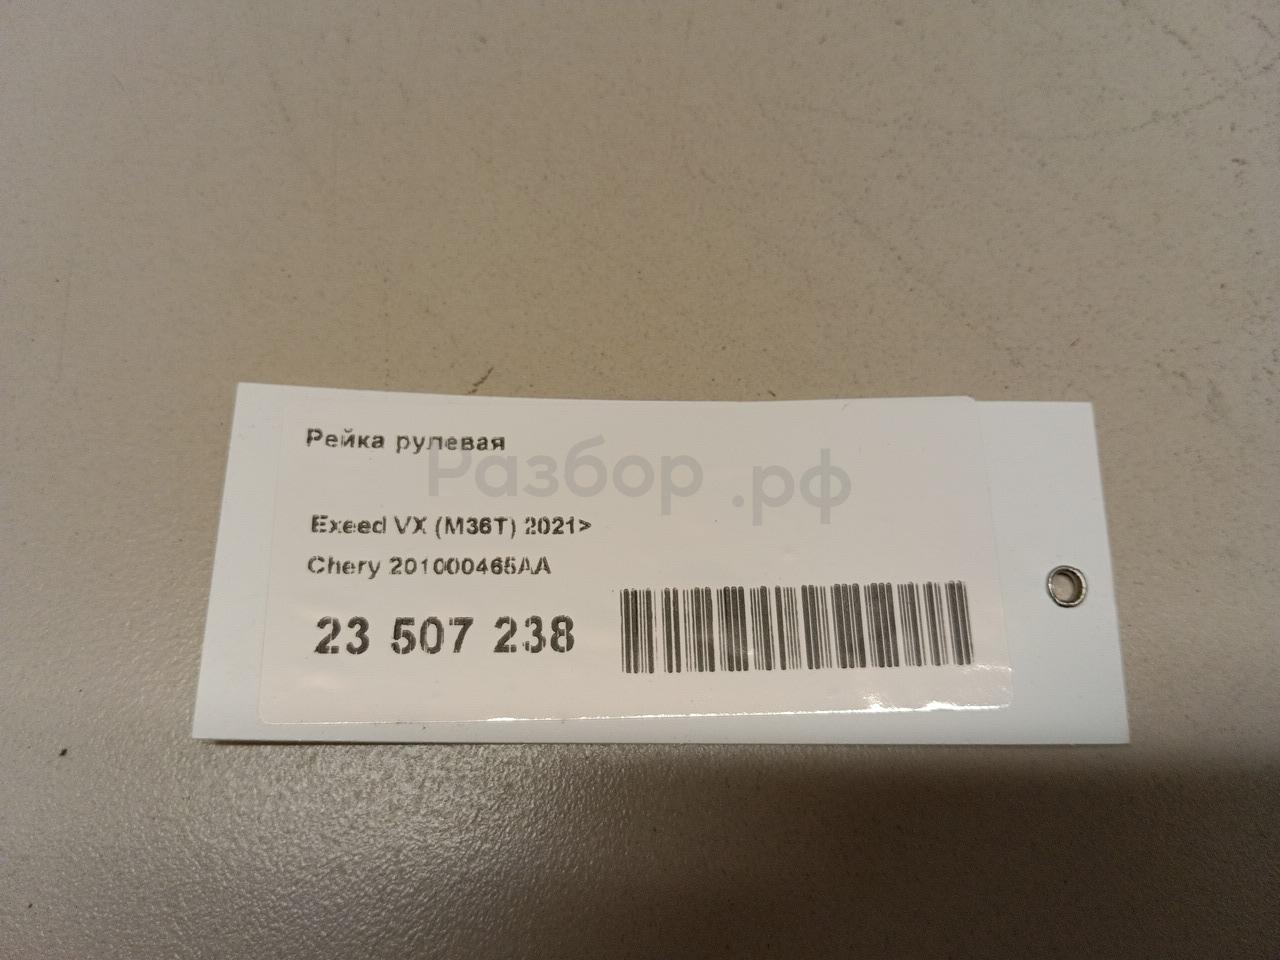 Рейка рулевая
Разбор.рф
Exeed VX (M36T) 2021>
Chery 201000465AA
23 507 238